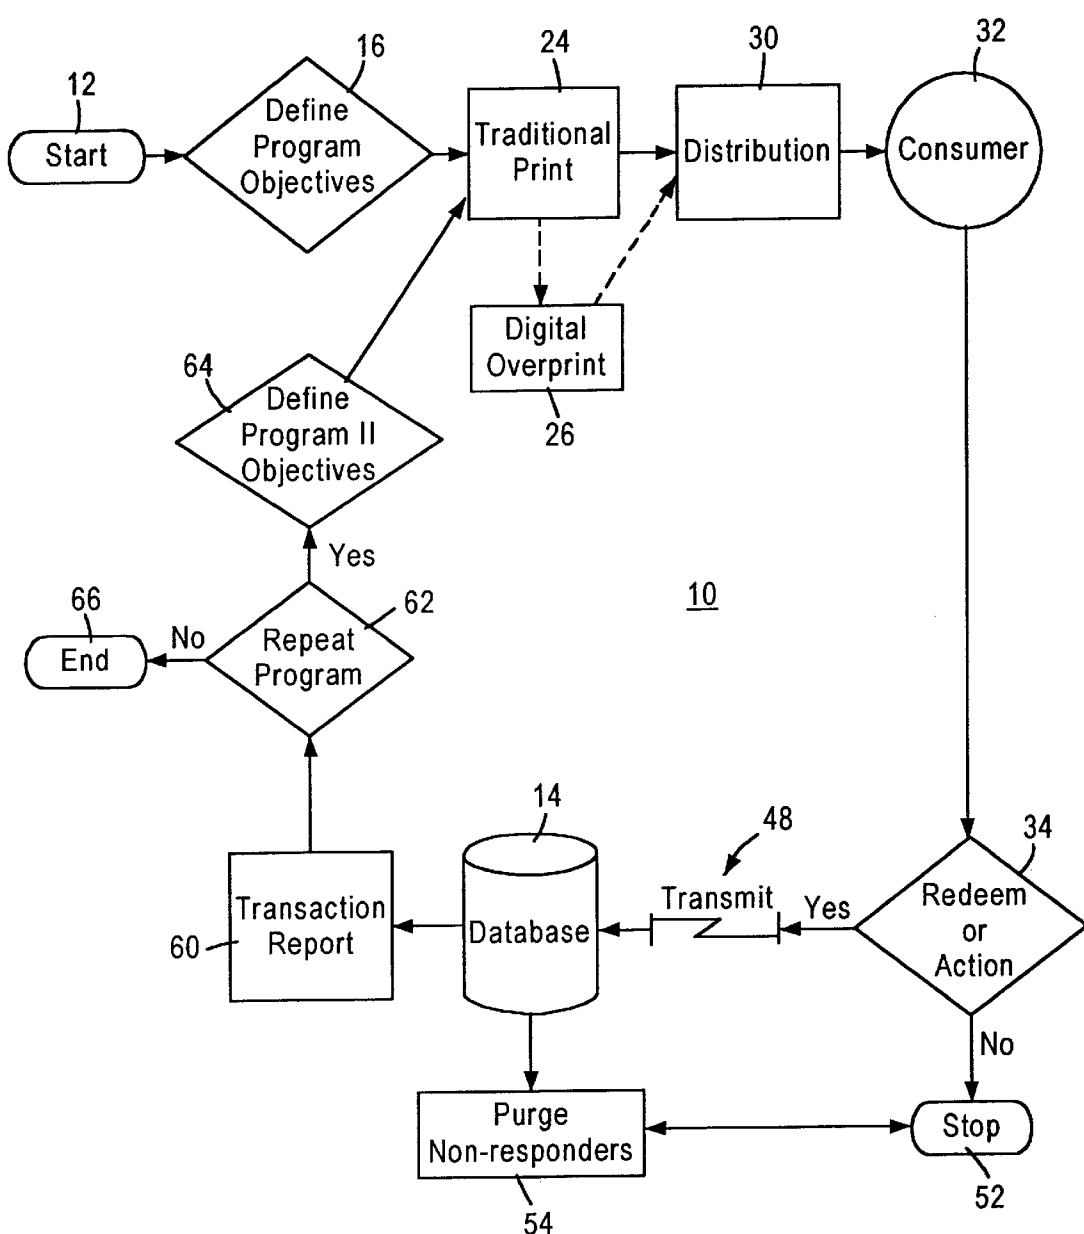 12
Start
16
Define
Program
Objectives
24
Traditional
Print
30
Distribution
32
Consumer
Digital
Overprint
26
64
Define
Program II
Objectives
Yes
66
End
No
62
Repeat
Program
10
14
Database
48
Transmit
Yes
34
Redeem
or
Action
Transaction
Report
60
No
Purge
Non-responders
54
Stop
52